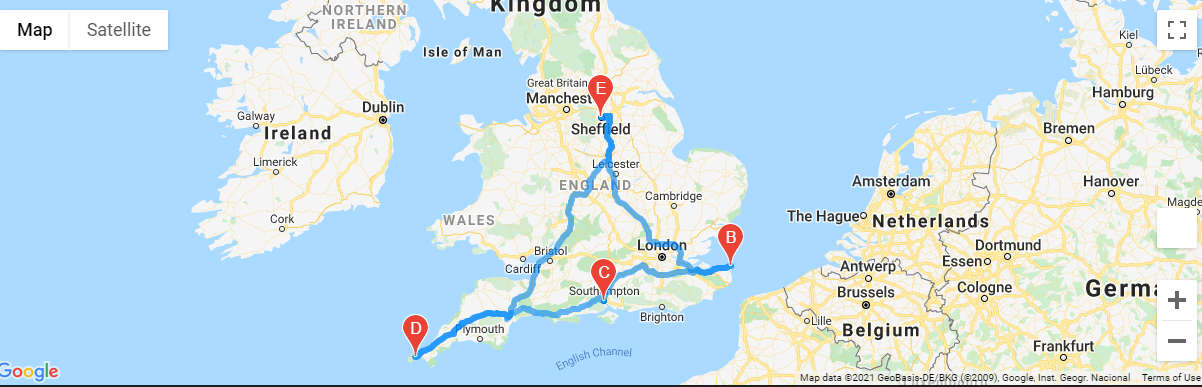 Kingdom
NORTHERN
IRELAND
Map
Satellite
Isle of Man
Kiel
Lübeck
Great Britain
E
Manchest
Hamburg
Dublin
Galway
Sheffield
Bremen
Ireland
Limerick
Leicester
Amsterdam
Hanover
ENGLAND
Cambridge
Magde
Cork
WALES
The Hague
Netherlands
B
London
Dortmund
Bristol
Essen
Cardiff
C
Antwerp
Cologne
Southampton
Brussels
Germa
Brighton
Lille
D
Plymouth
Belgium
Frankfurt
English Channel
Google
Map data ©2021 GeoBasis-DE/BKG (©2009), Google, Inst. Geogr. Nacional
Terms of Use